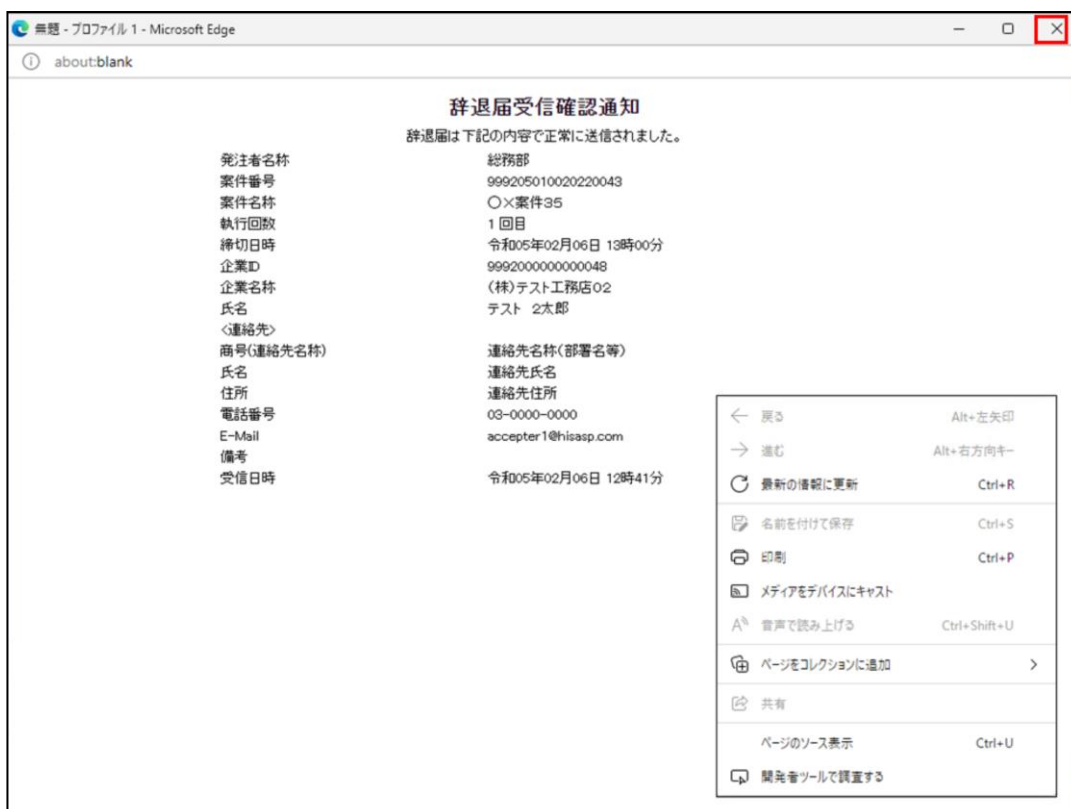 無題 - プロファイル 1 - Microsoft Edge
about:blank
辞退届受信確認通知
辞退届は下記の内容で正常に送信されました。
発注者名称 総務部
案件番号 999205010020220043
案件名称 〇×案件35
執行回数 1回目
締切日時 令和05年02月06日 13時00分
企業ID 9992000000000048
企業名称 (株)テスト工務店02
氏名 テスト 2太郎
<連絡先>
商号(連絡先名称) 連絡先名称(部署名等)
氏名 連絡先氏名
住所 連絡先住所
電話番号 03-0000-0000
E-Mail accepter1@hisasp.com
備考
受信日時 令和05年02月06日 12時41分
戻る Alt+左矢印
進む Alt+右方向キー
最新の情報に更新 Ctrl+R
名前を付けて保存 Ctrl+S
印刷 Ctrl+P
メディアをデバイスにキャスト
音声で読み上げる Ctrl+Shift+U
ページをコレクションに追加
共有
ページのソース表示 Ctrl+U
開発者ツールで調査する